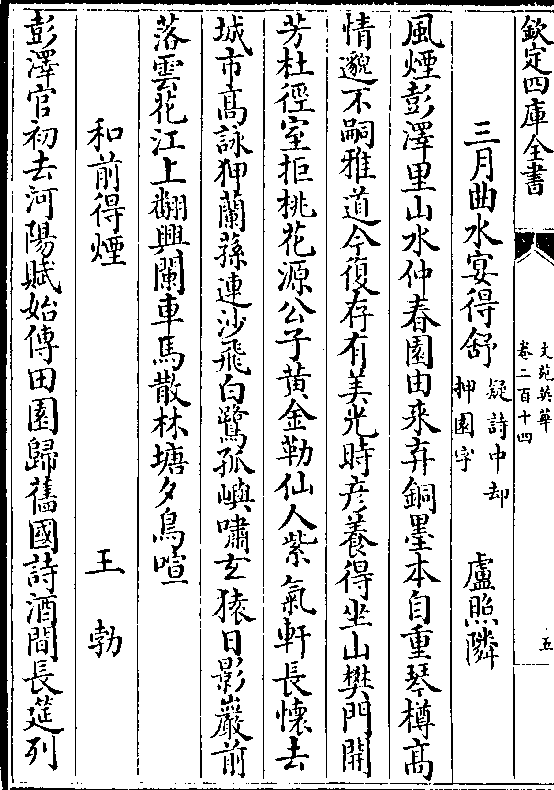 欽定四庫全書
文苑英華
卷二百十四
五
三月曲水宴得舒 疑詩中却
押園字 盧照隣
風煙彭澤里山水仲春園由来弃銅墨本自重琴樽髙
情邈不嗣雅道今復存有美光時彦養得坐山樊門開
芳杜徑室拒桃花源公子黄金勒仙人紫氣軒長懷去
城市髙詠狎蘭蓀連沙飛白鷺孤嶼嘯玄猿日影巖前
落雲花江上翻興闌車馬散林塘夕鳥喧
和前得煙 王勃
彭澤官初去河陽賦始傳田園歸舊國詩酒間長筵列